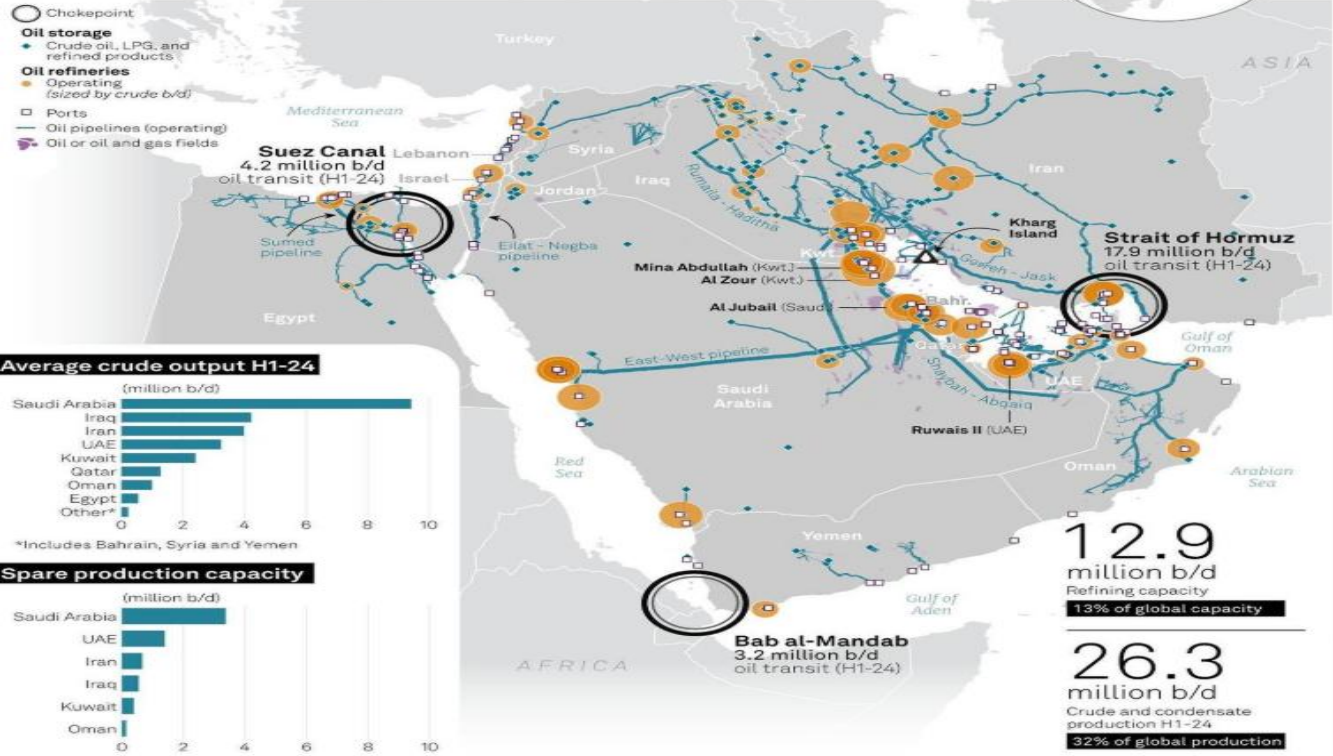 Chokepoint
Oil storage
Crude oil, LPG, and
refined products
Oil refineries
Operating
(sized by crude b/d)
Ports
Oil pipelines (operating)
Oil or oil and gas fields
Turkey
ASIA
Mediterranean
Sea
Suez Canal
4.2 million b/d
oil transit (H1-24)
Lebanon
Israel
Syria
Jordan
Iraq
Iran
Rumaila - Haditha
Sumed
pipeline
Eilat - Negba
pipeline
Kharg
Island
Goreh - Jask
Strait of Hormuz
17.9 million b/d
oil transit (H1-24)
Kwt.
Mina Abdullah (Kwt.)
Al Zour (Kwt.)
Al Jubail (Saudi)
Bahr.
Egypt
Gulf of
Oman
Qatar
East-West pipeline
Shaybah - Abqaiq
UAE
Saudi
Arabia
Ruwais II (UAE)
Red
Sea
Oman
Arabian
Sea
Yemen
Gulf of
Aden
AFRICA
Bab al-Mandab
3.2 million b/d
oil transit (H1-24)
Average crude output H1-24
(million b/d)
Saudi Arabia
Iraq
Iran
UAE
Kuwait
Qatar
Oman
Egypt
Other*
0 2 4 6 8 10
*Includes Bahrain, Syria and Yemen
Spare production capacity
(million b/d)
Saudi Arabia
UAE
Iran
Iraq
Kuwait
Oman
0 2 4 6 8 10
12.9
million b/d
Refining capacity
13% of global capacity
26.3
million b/d
Crude and condensate
production H1-24
32% of global production